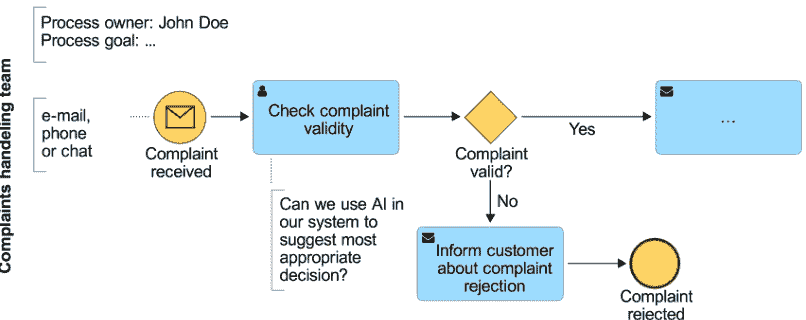 Complaints handeling team
Process owner: John Doe
Process goal: ...
e-mail,
phone
or chat
Complaint
received
Check complaint
validity
Can we use AI in
our system to
suggest most
appropriate
decision?
Complaint
valid?
Yes
...
No
Inform customer
about complaint
rejection
Complaint
rejected